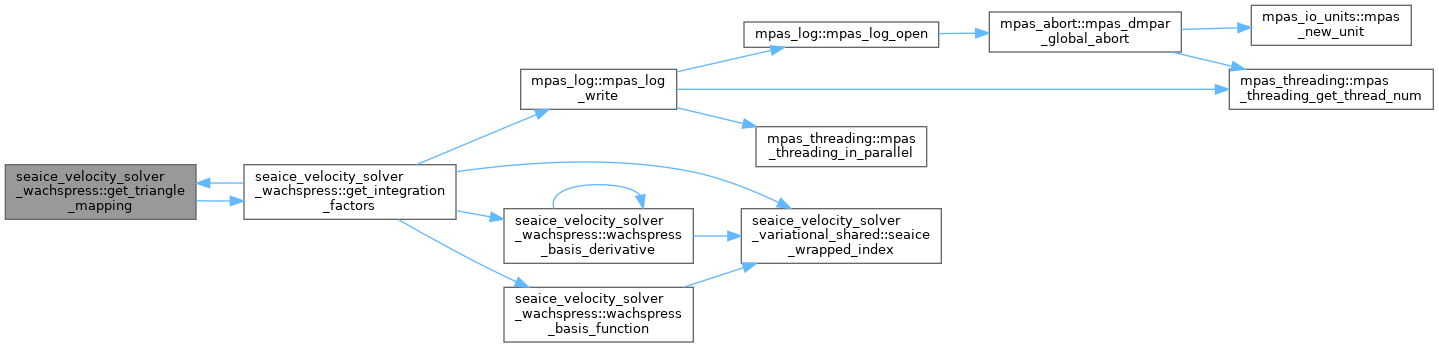 seaice_velocity_solver
_wachspress::get_triangle
_mapping
seaice_velocity_solver
_wachspress::get_integration
_factors
mpas_log::mpas_log
_write
mpas_log::mpas_log_open
mpas_abort::mpas_dmpar
_global_abort
mpas_io_units::mpas
_new_unit
mpas_threading::mpas
_threading_get_thread_num
mpas_threading::mpas
_threading_in_parallel
seaice_velocity_solver
_wachspress::wachspress
_basis_derivative
seaice_velocity_solver
_variational_shared::seaice
_wrapped_index
seaice_velocity_solver
_wachspress::wachspress
_basis_function